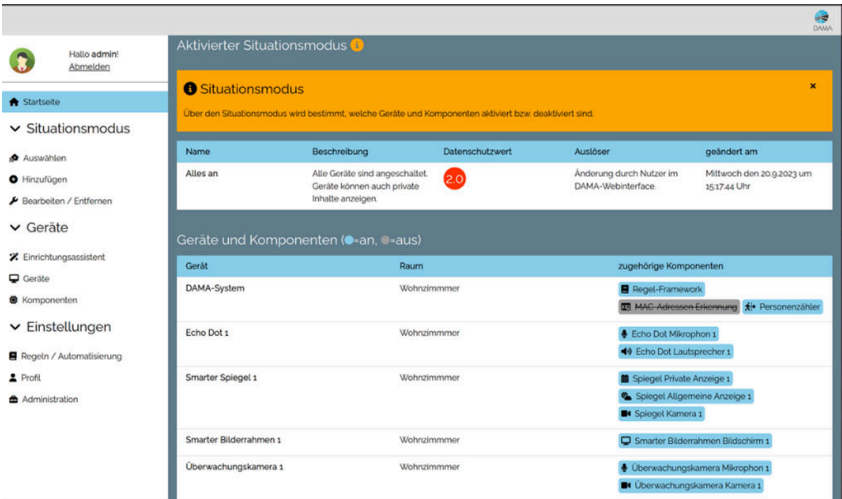 DAMA
Hallo admin!
Abmelden
Startseite
Situationsmodus
Auswählen
Hinzufügen
Bearbeiten / Entfernen
Geräte
Einrichtungsassistent
Geräte
Komponenten
Einstellungen
Regeln / Automatisierung
Profil
Administration
Aktivierter Situationsmodus
Situationsmodus
Über den Situationsmodus wird bestimmt, welche Geräte und Komponenten aktiviert bzw. deaktiviert sind.
Name Beschreibung Datenschutzwert Auslöser geändert am
Alles an Alle Geräte sind angeschaltet. 2.0 Änderung durch Nutzer im Mittwoch den 20.9.2023 um
Geräte können auch private DAMA-Webinterface. 15:17:44 Uhr
Inhalte anzeigen.
Geräte und Komponenten (=an, =aus)
Gerät Raum zugehörige Komponenten
DAMA-System Wohnzimmmer Regel-Framework
MAC-Adressen Erkennung Personenzähler
Echo Dot 1 Wohnzimmmer Echo Dot Mikrophon 1
Echo Dot Lautsprecher 1
Smarter Spiegel 1 Wohnzimmmer Spiegel Private Anzeige 1
Spiegel Allgemeine Anzeige 1
Spiegel Kamera 1
Smarter Bilderrahmen 1 Wohnzimmmer Smarter Bilderrahmen Bildschirm 1
Überwachungskamera 1 Wohnzimmmer Überwachungskamera Mikrophon 1
Überwachungskamera Kamera 1